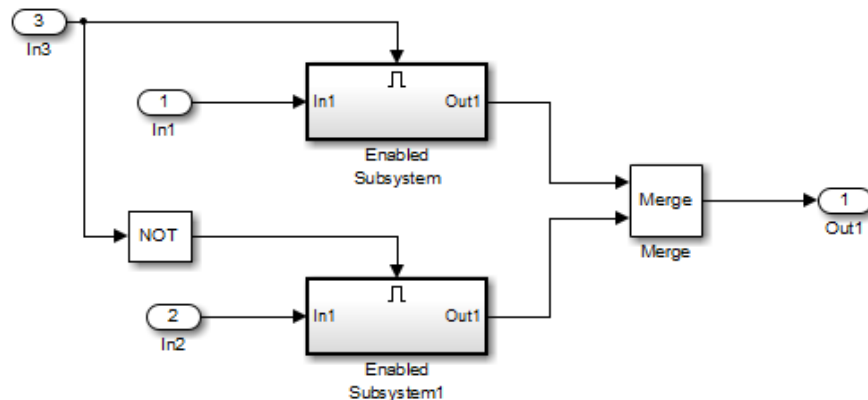 3
In3
1
In1
In1
Out1
Enabled
Subsystem
NOT
2
In2
In1
Out1
Enabled
Subsystem1
Merge
Merge
1
Out1